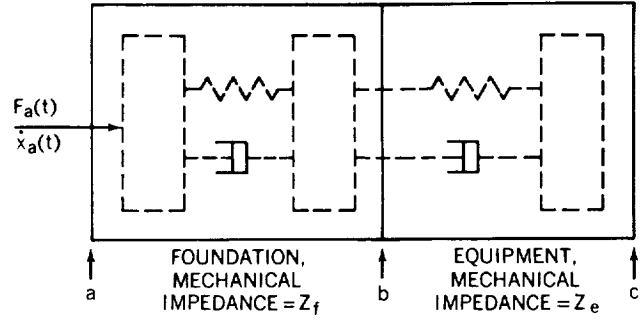 Fa(t)
ẋa(t)
FOUNDATION,
MECHANICAL
IMPEDANCE = Zf
EQUIPMENT,
MECHANICAL
IMPEDANCE = Ze
a
b
c